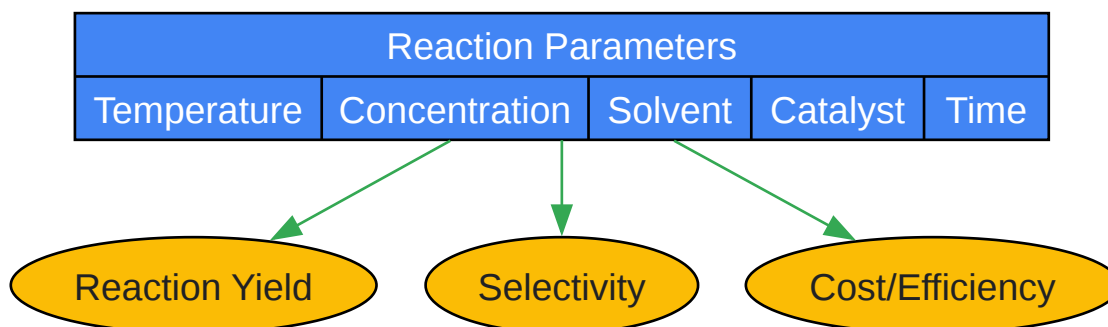 Reaction Parameters
Temperature Concentration Solvent Catalyst Time
Reaction Yield Selectivity Cost/Efficiency